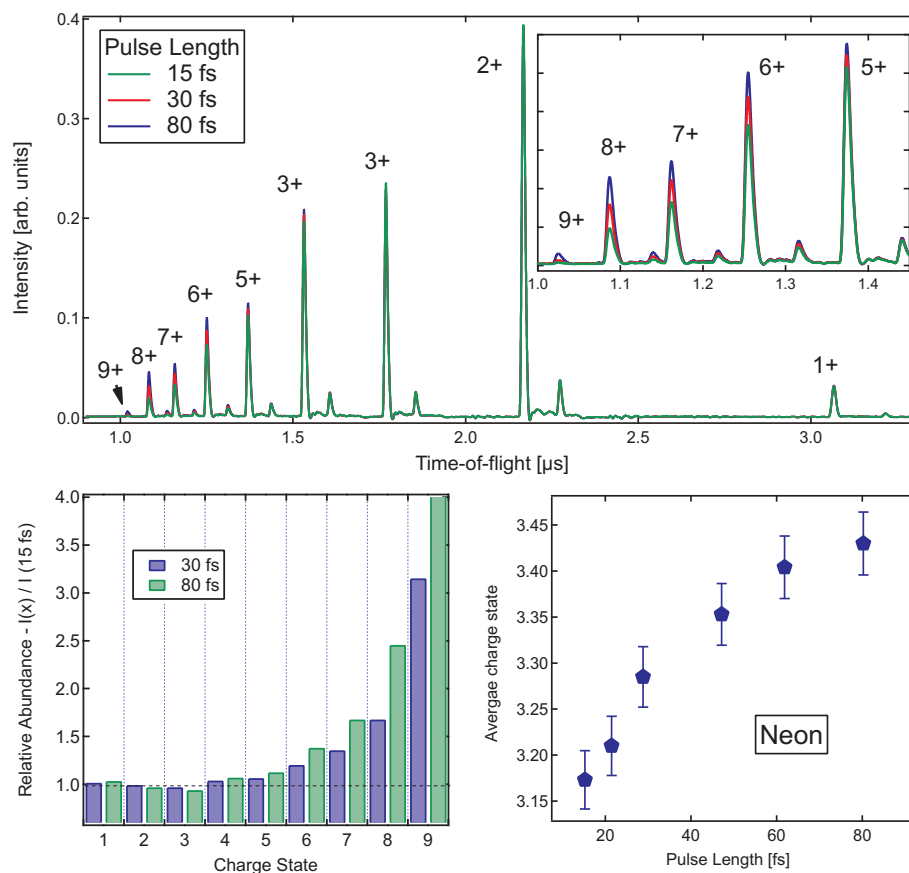 Pulse Length
15 fs
30 fs
80 fs
Intensity [arb. units]
0.4
0.3
0.2
0.1
0.0
9+
8+
7+
6+
5+
3+
3+
2+
1+
1.0
1.5
2.0
2.5
3.0
Time-of-flight [µs]
9+
8+
7+
6+
5+
1.0
1.1
1.2
1.3
1.4
Relative Abundance - I(x) / I (15 fs)
4.0
3.5
3.0
2.5
2.0
1.5
1.0
30 fs
80 fs
1 2 3 4 5 6 7 8 9
Charge State
Avergae charge state
3.45
3.40
3.35
3.30
3.25
3.20
3.15
Neon
20 40 60 80
Pulse Length [fs]